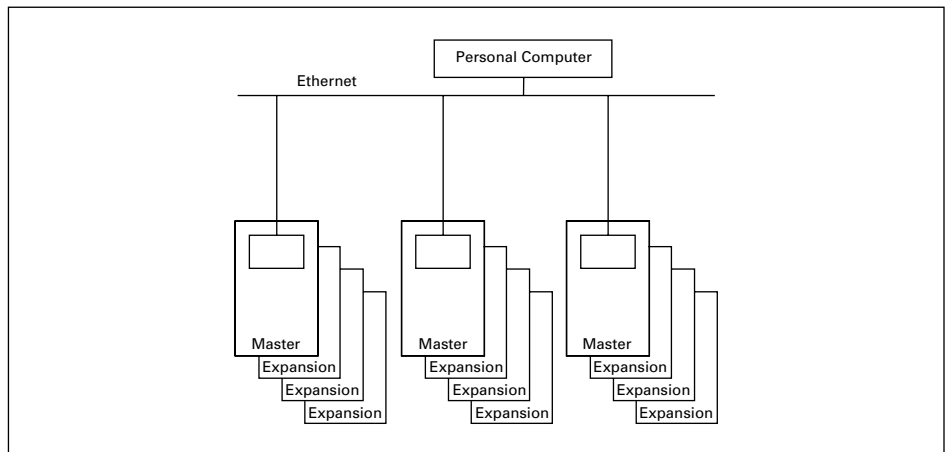 Personal Computer
Ethernet
Master
Master
Master
Expansion
Expansion
Expansion
Expansion
Expansion
Expansion
Expansion
Expansion
Expansion